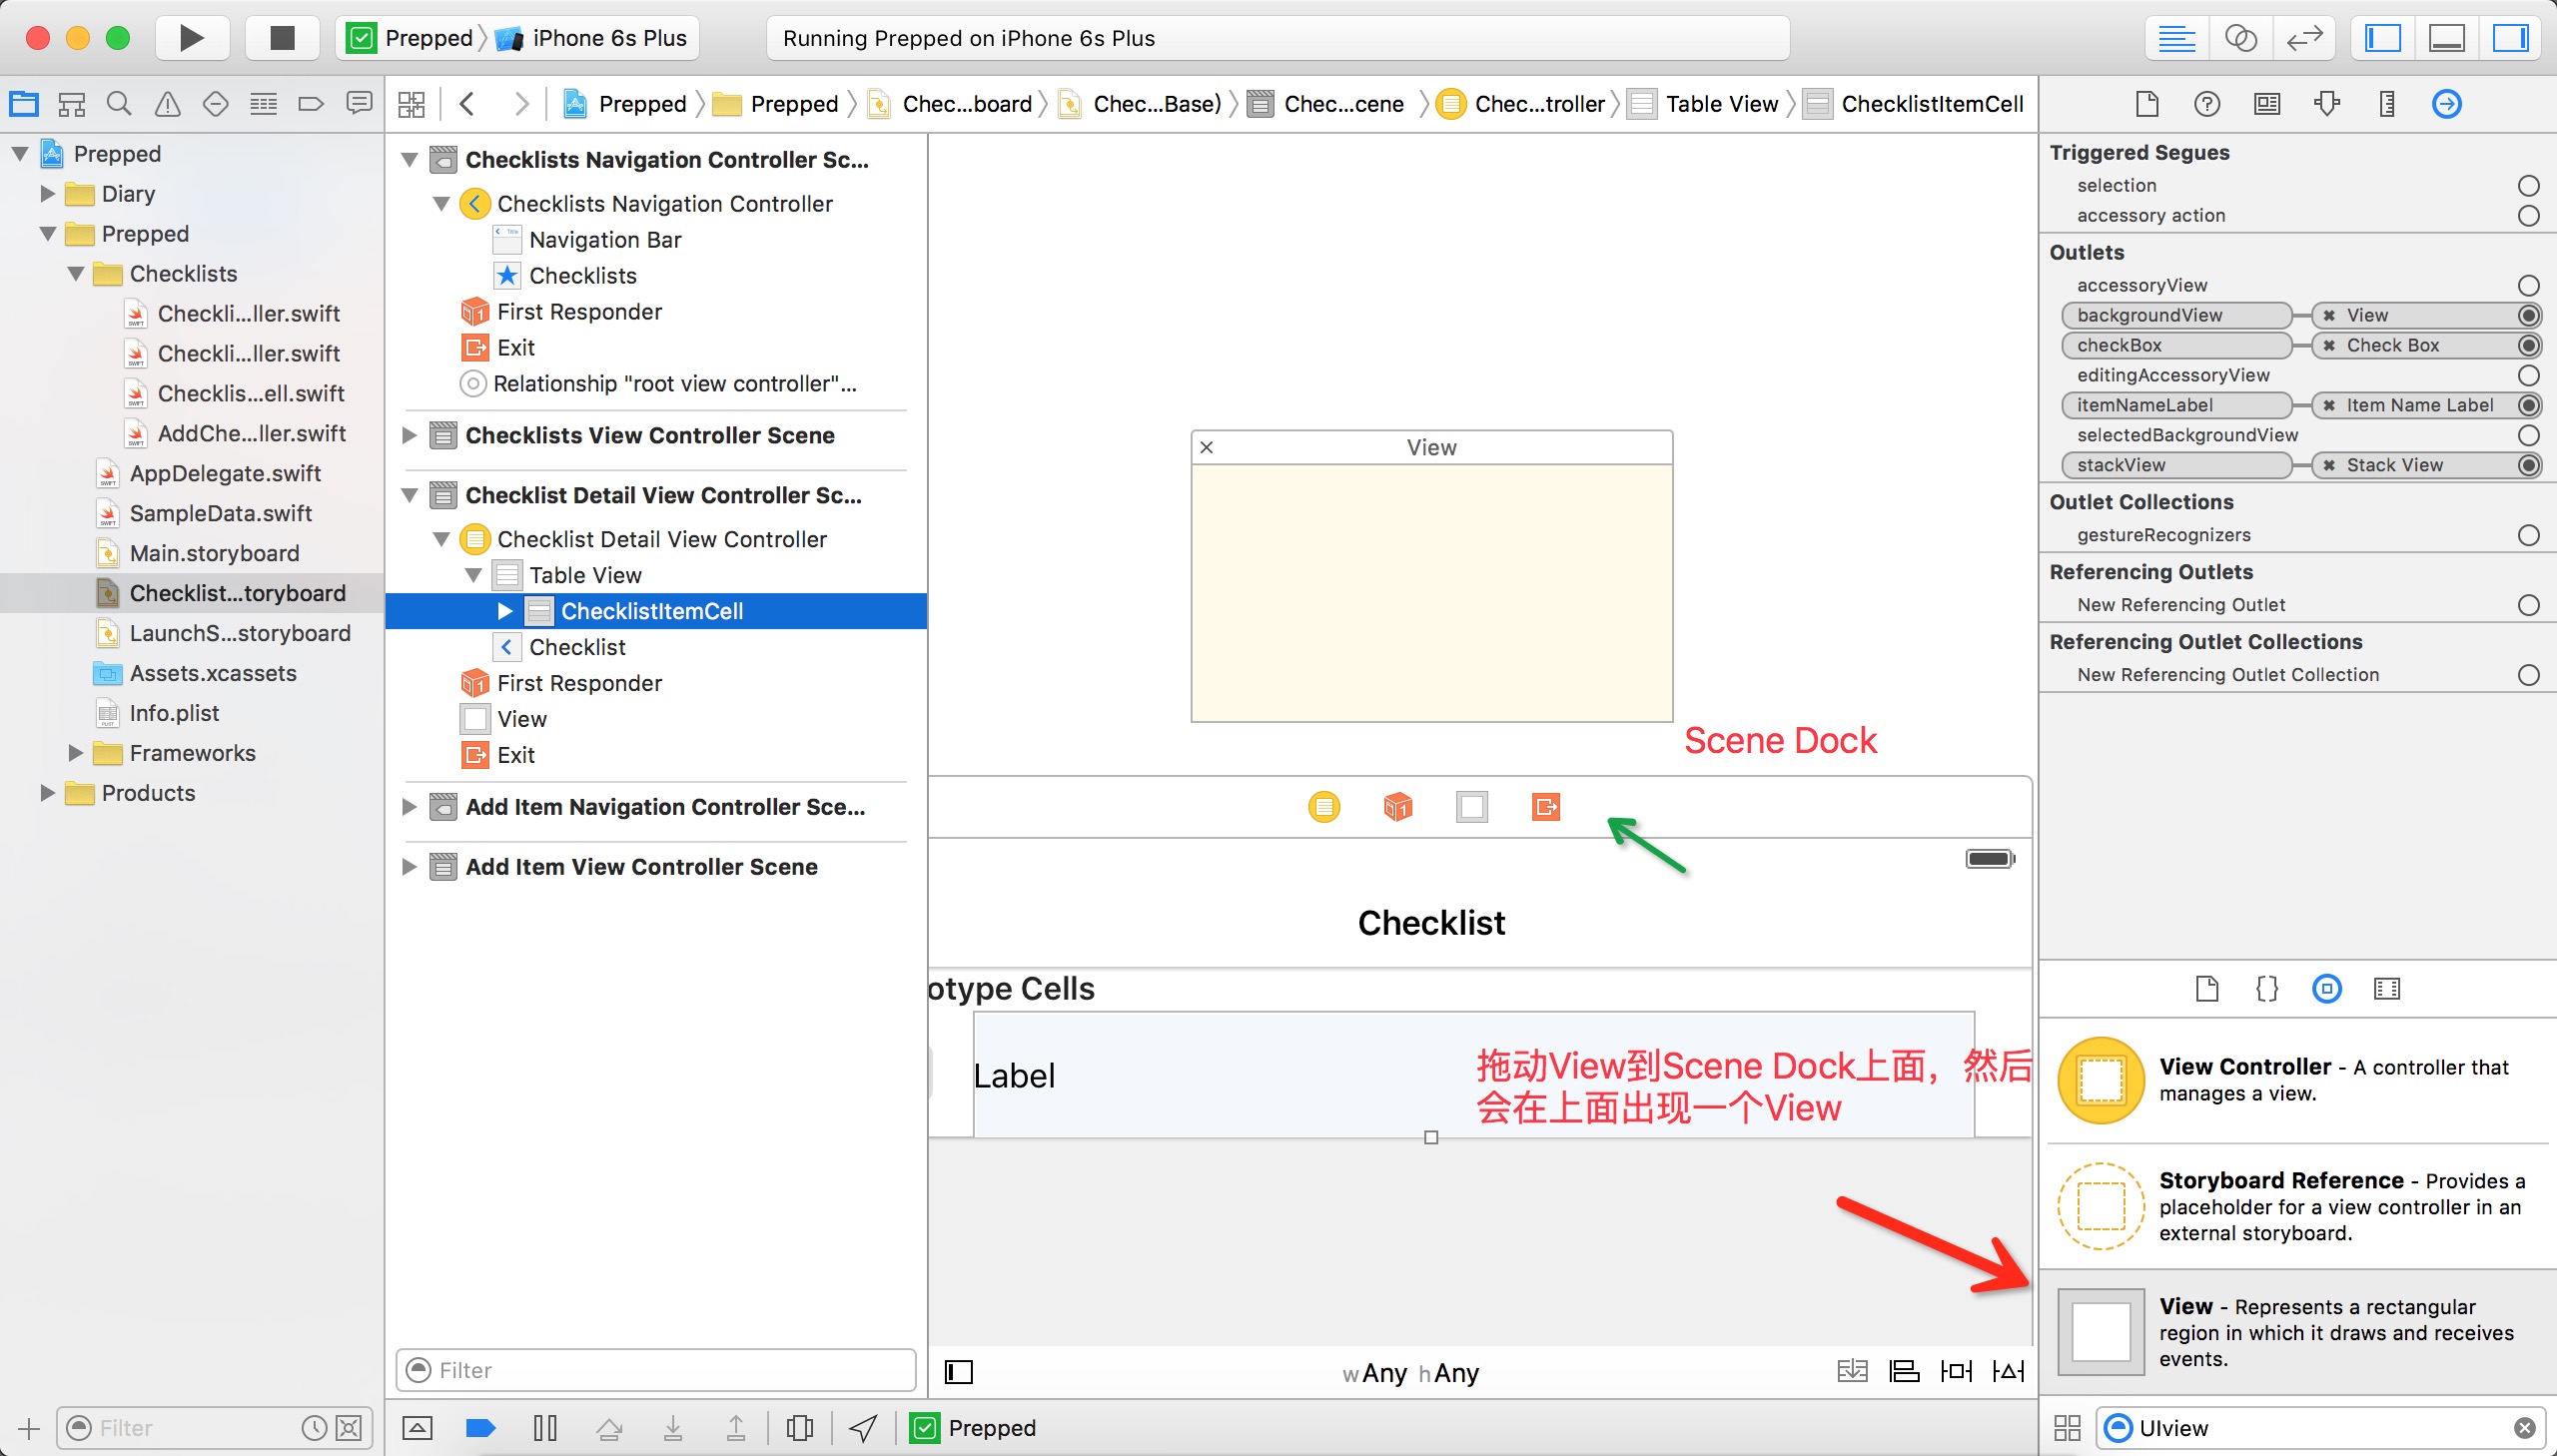 Prepped
iPhone 6s Plus
Running Prepped on iPhone 6s Plus
Prepped
Prepped
Chec...board
Chec...Base)
Chec...cene
Chec...troller
Table View
ChecklistItemCell
Prepped
Diary
Prepped
Checklists
Checkli...ller.swift
Checkli...ller.swift
Checklis...ell.swift
AddChe...ller.swift
AppDelegate.swift
SampleData.swift
Main.storyboard
Checklist...toryboard
LaunchS...storyboard
Assets.xcassets
Info.plist
Frameworks
Products
Filter
Checklists Navigation Controller Sc...
Checklists Navigation Controller
Navigation Bar
Checklists
First Responder
Exit
Relationship "root view controller"...
Checklists View Controller Scene
Checklist Detail View Controller Sc...
Checklist Detail View Controller
Table View
ChecklistItemCell
Checklist
First Responder
View
Exit
Add Item Navigation Controller Sce...
Add Item View Controller Scene
Filter
View
Scene Dock
Checklist
otype Cells
Label
拖动View到Scene Dock上面，然后
会在上面出现一个View
wAny hAny
Prepped
Triggered Segues
selection
accessory action
Outlets
accessoryView
backgroundView
View
checkBox
Check Box
editingAccessoryView
itemNameLabel
Item Name Label
selectedBackgroundView
stackView
Stack View
Outlet Collections
gestureRecognizers
Referencing Outlets
New Referencing Outlet
Referencing Outlet Collections
New Referencing Outlet Collection
View Controller - A controller that
manages a view.
Storyboard Reference - Provides a
placeholder for a view controller in an
external storyboard.
View - Represents a rectangular
region in which it draws and receives
events.
UIview